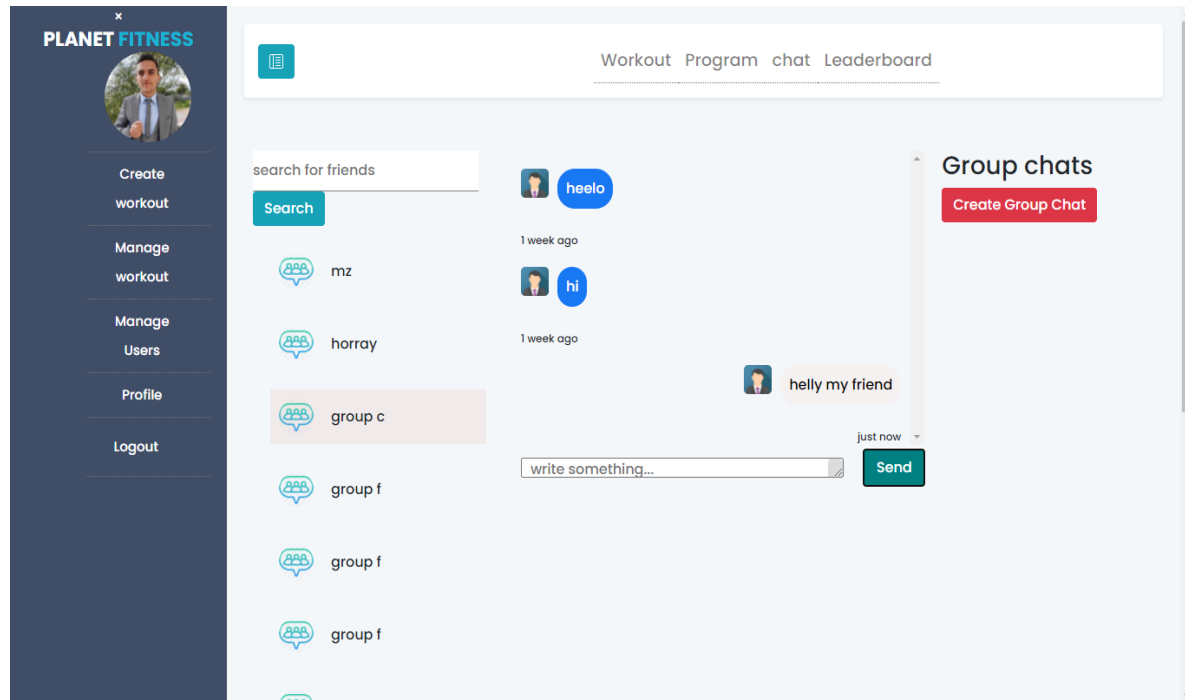 ×
PLANET FITNESS
Create
workout
Manage
workout
Manage
Users
Profile
Logout
Workout Program chat Leaderboard
search for friends
Search
mz
horray
group c
group f
group f
group f
heelo
1 week ago
hi
1 week ago
helly my friend
just now
write something...
Send
Group chats
Create Group Chat